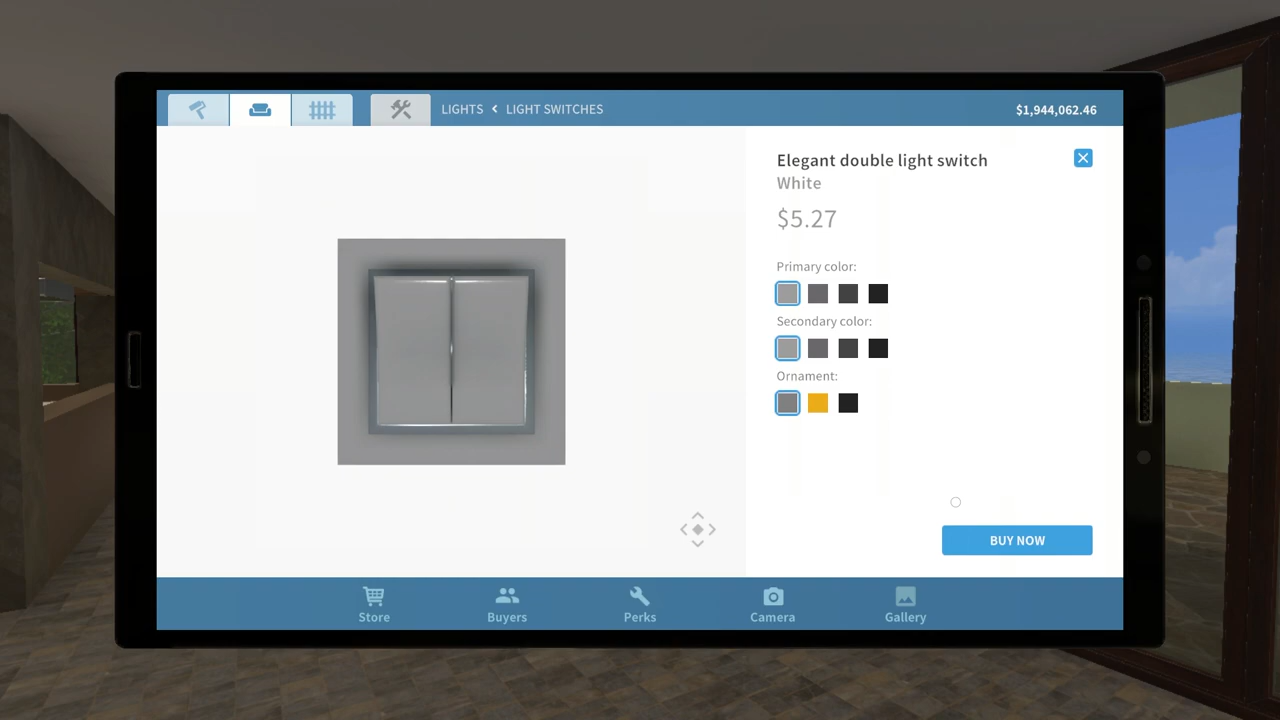 LIGHTS < LIGHT SWITCHES
$1,944,062.46
Elegant double light switch
White
$5.27
Primary color:
Secondary color:
Ornament:
BUY NOW
Store
Buyers
Perks
Camera
Gallery